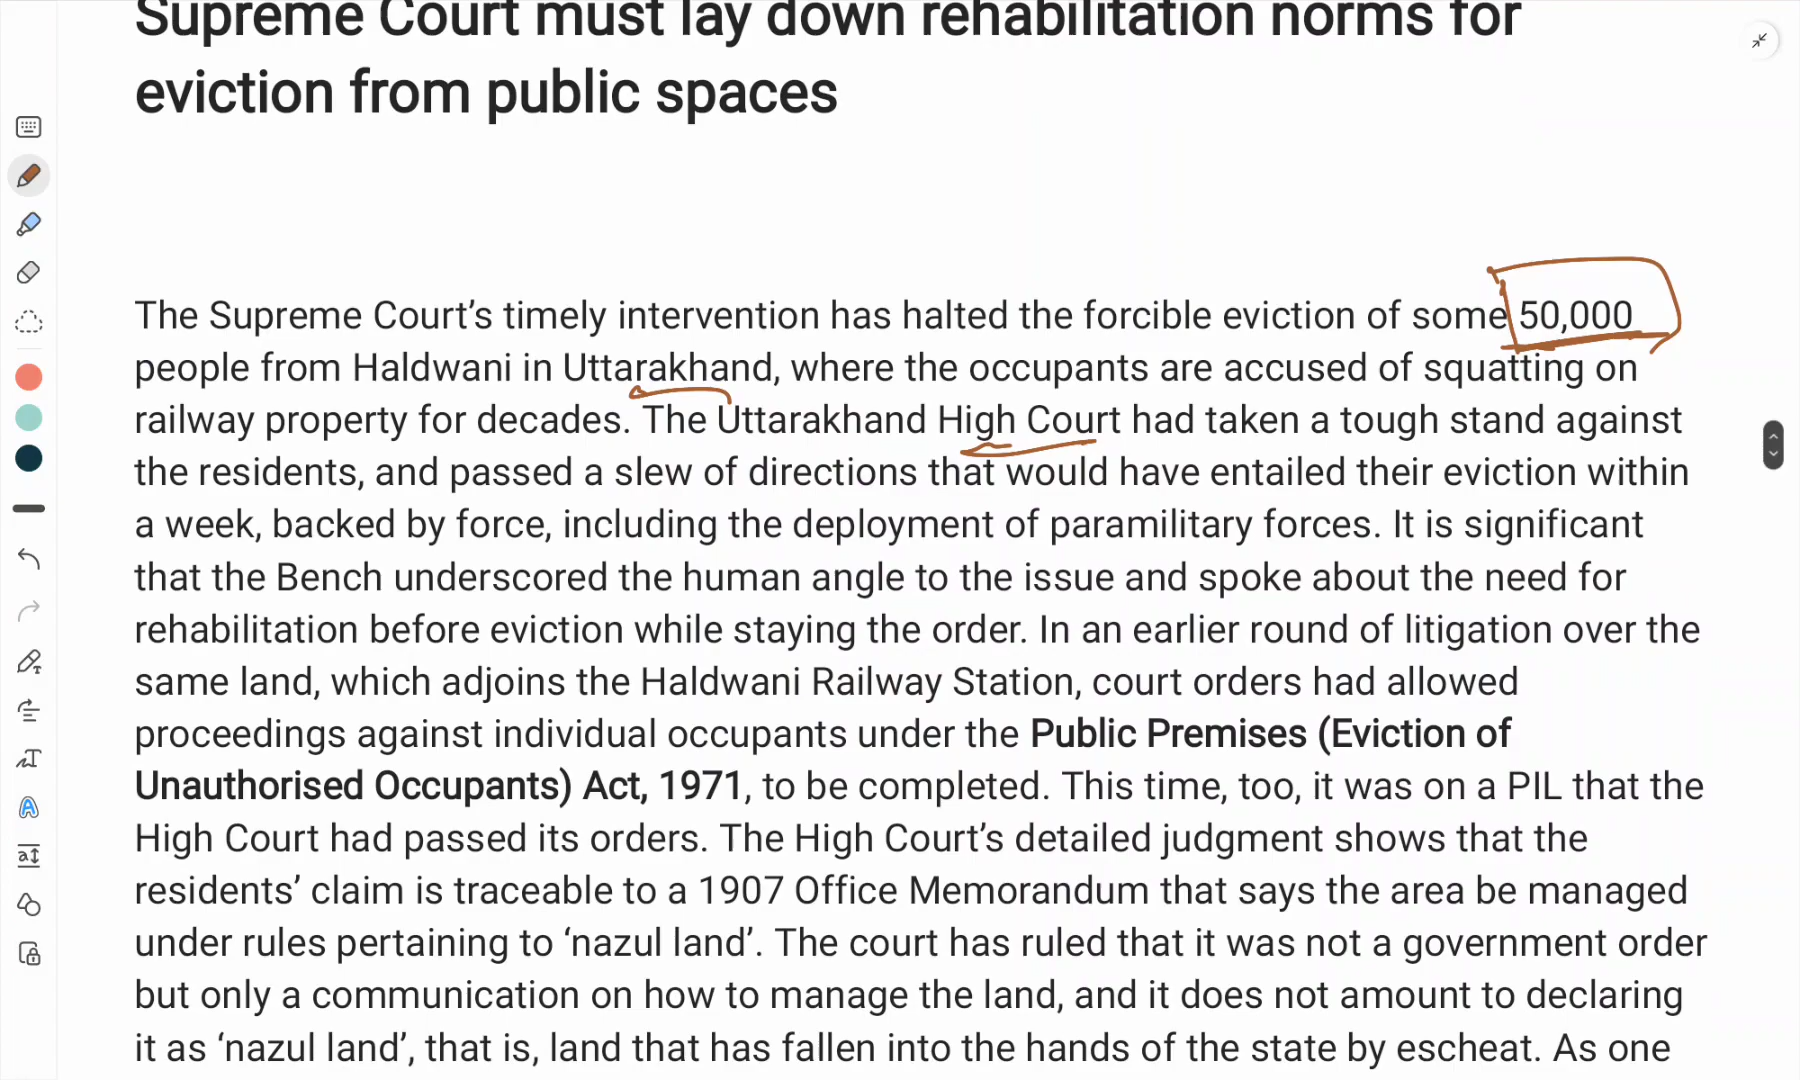 Supreme Court must lay down rehabilitation norms for
eviction from public spaces
The Supreme Court’s timely intervention has halted the forcible eviction of some 50,000
people from Haldwani in Uttarakhand, where the occupants are accused of squatting on
railway property for decades. The Uttarakhand High Court had taken a tough stand against
the residents, and passed a slew of directions that would have entailed their eviction within
a week, backed by force, including the deployment of paramilitary forces. It is significant
that the Bench underscored the human angle to the issue and spoke about the need for
rehabilitation before eviction while staying the order. In an earlier round of litigation over the
same land, which adjoins the Haldwani Railway Station, court orders had allowed
proceedings against individual occupants under the Public Premises (Eviction of
Unauthorised Occupants) Act, 1971, to be completed. This time, too, it was on a PIL that the
High Court had passed its orders. The High Court’s detailed judgment shows that the
residents’ claim is traceable to a 1907 Office Memorandum that says the area be managed
under rules pertaining to ‘nazul land’. The court has ruled that it was not a government order
but only a communication on how to manage the land, and it does not amount to declaring
it as ‘nazul land’, that is, land that has fallen into the hands of the state by escheat. As one